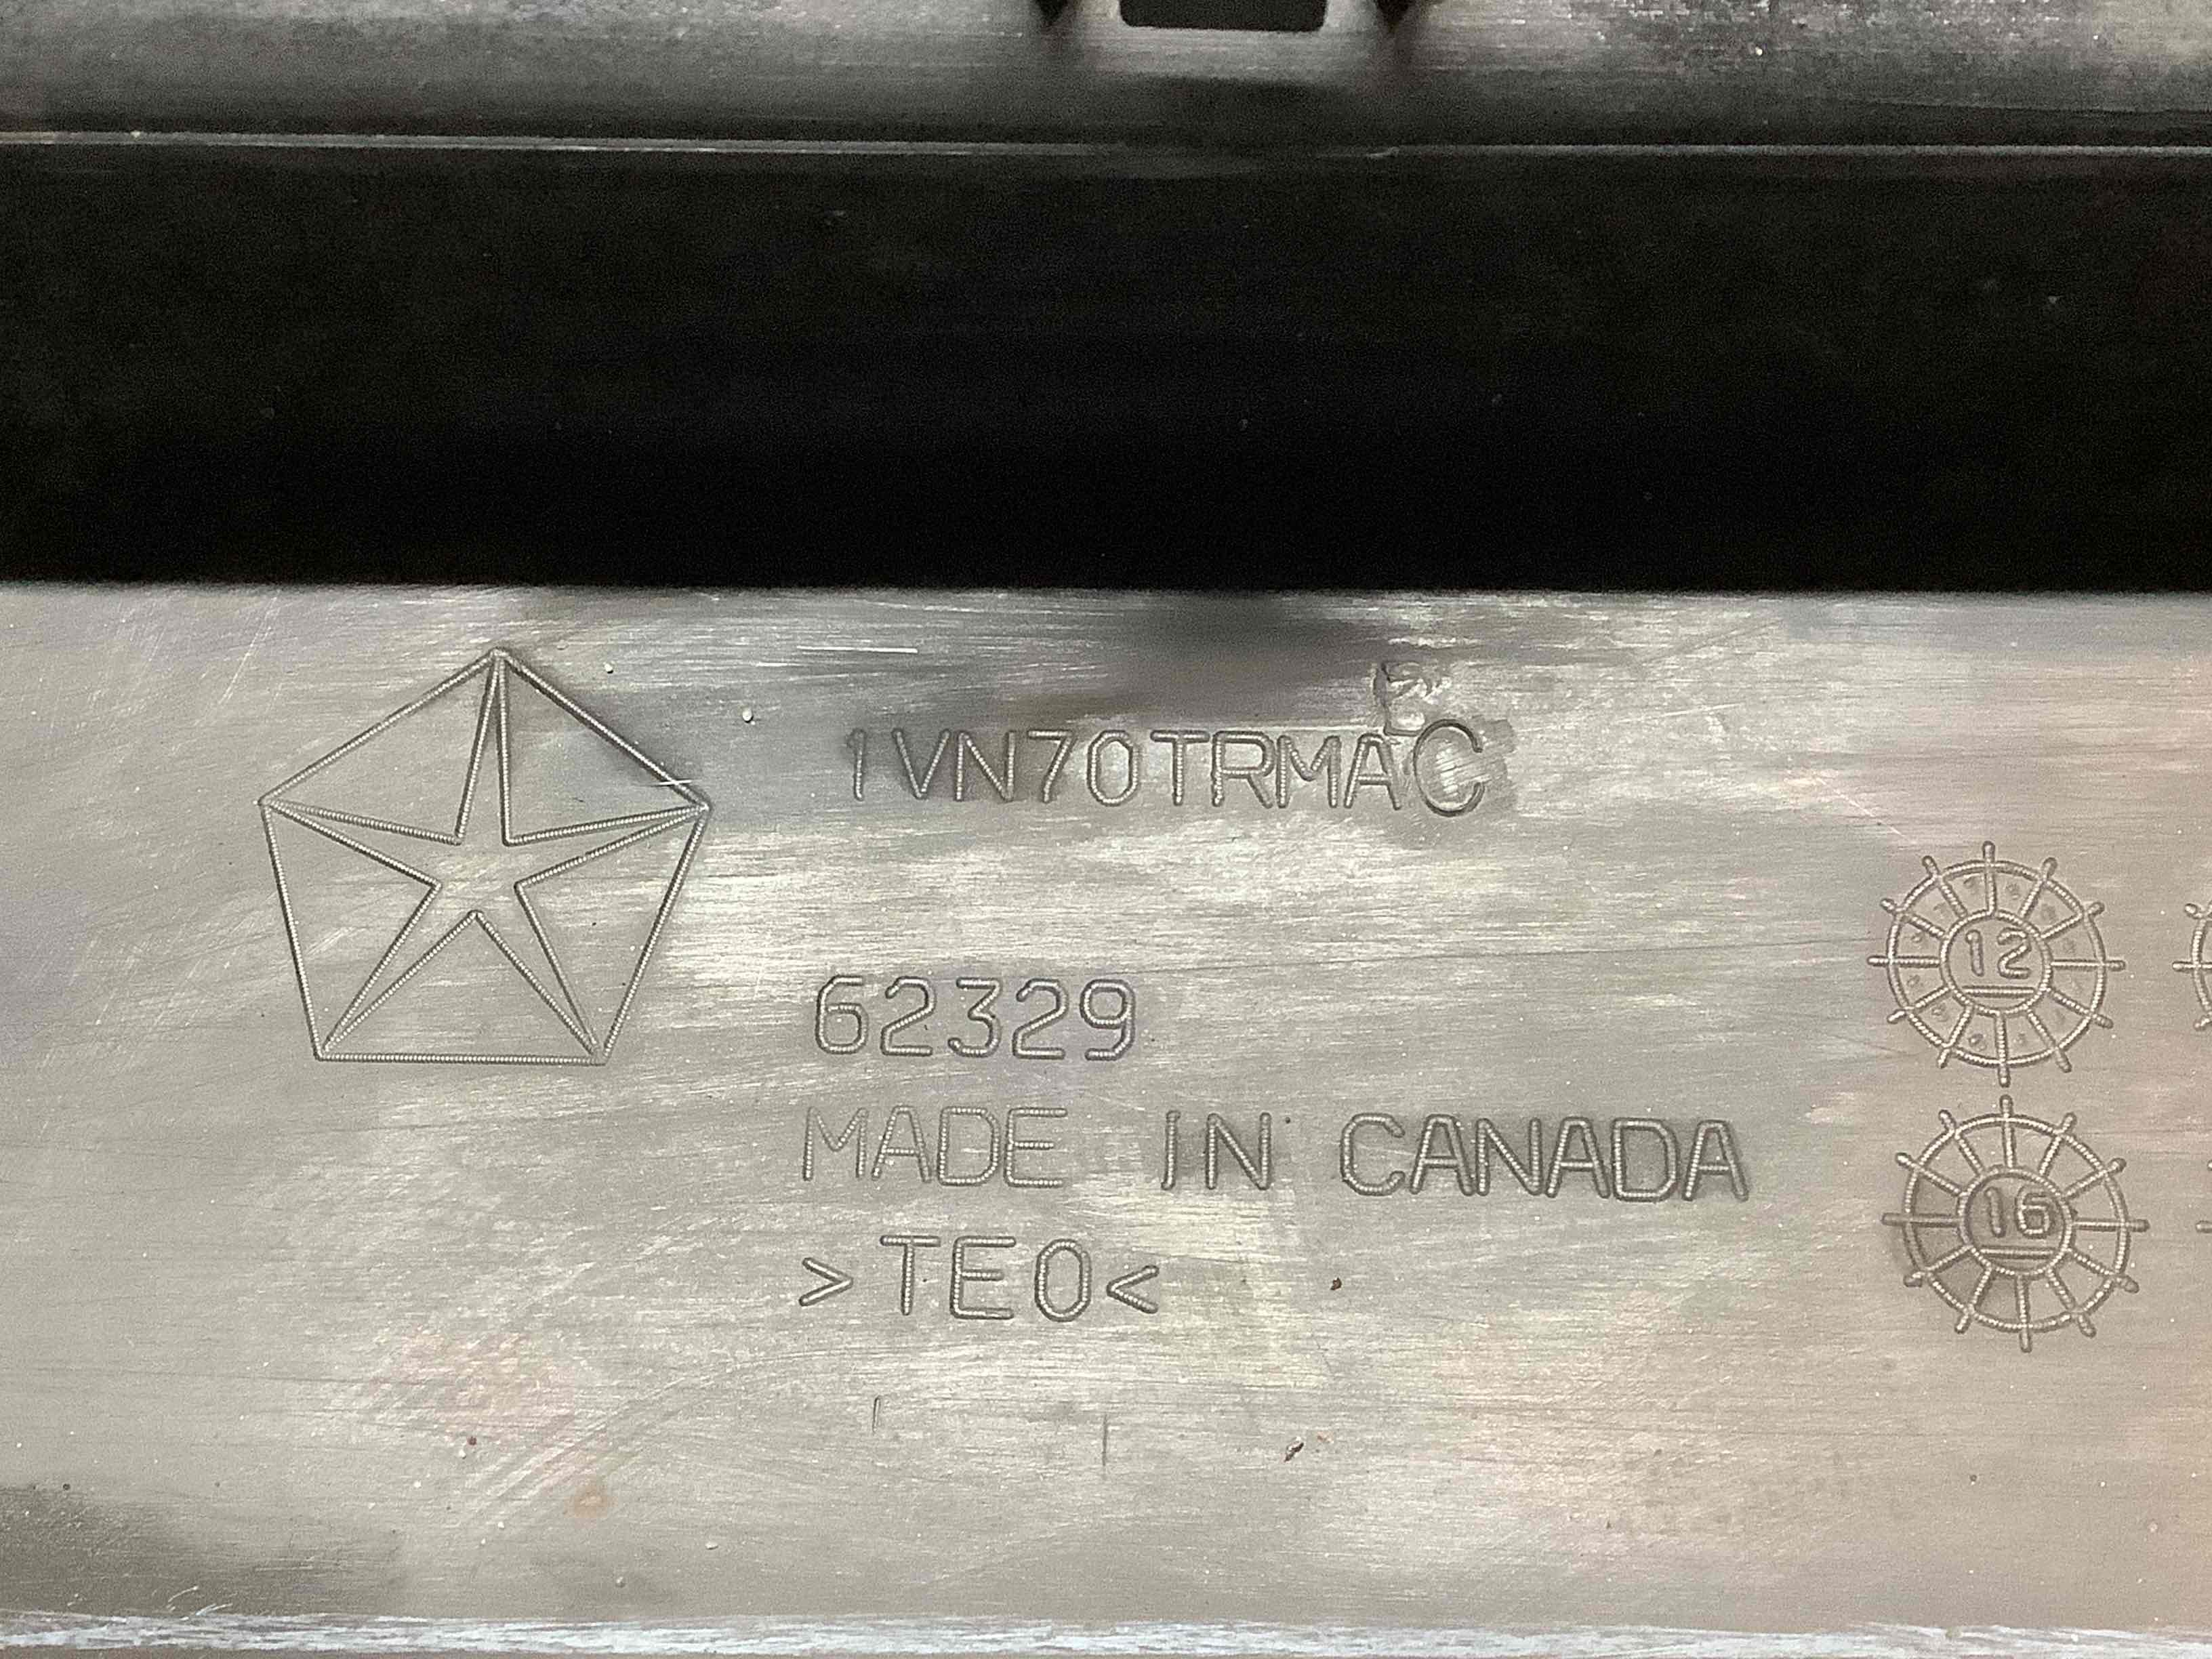 1VN70TRMAC
12
62329
MADE IN CANADA
16
>TEO<